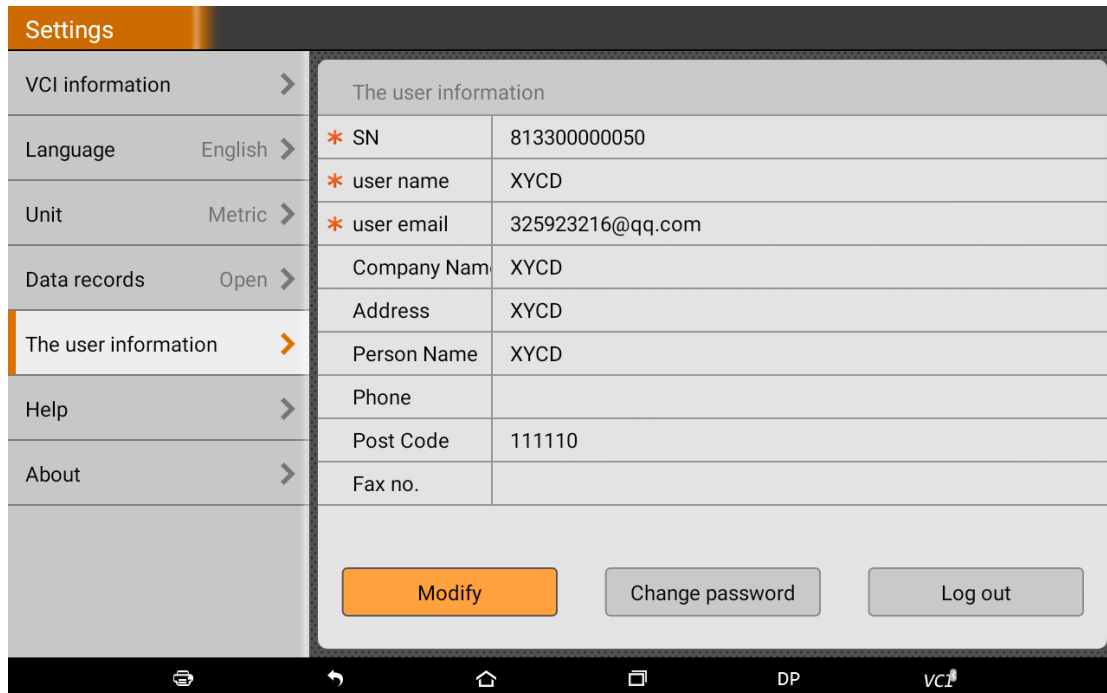 Settings
VCI information
Language English
Unit Metric
Data records Open
The user information
Help
About
The user information
* SN 813300000050
* user name XYCD
* user email 325923216@qq.com
Company Nam XYCD
Address XYCD
Person Name XYCD
Phone
Post Code 111110
Fax no.
Modify Change password Log out
DP VCI